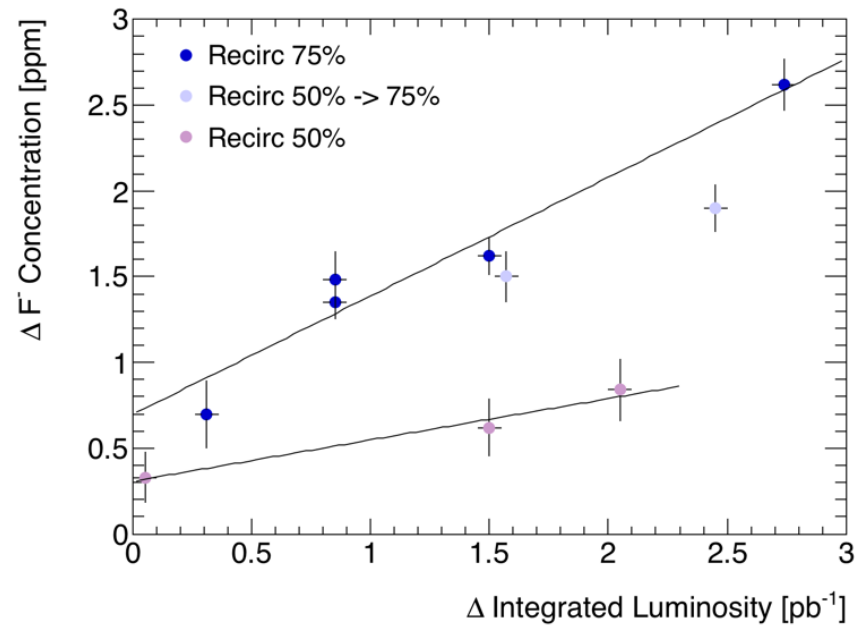 Δ F⁻ Concentration [ppm]
3
Recirc 75%
2.5
Recirc 50% -> 75%
Recirc 50%
2
1.5
1
0.5
0
0 0.5 1 1.5 2 2.5 3
Δ Integrated Luminosity [pb⁻¹]